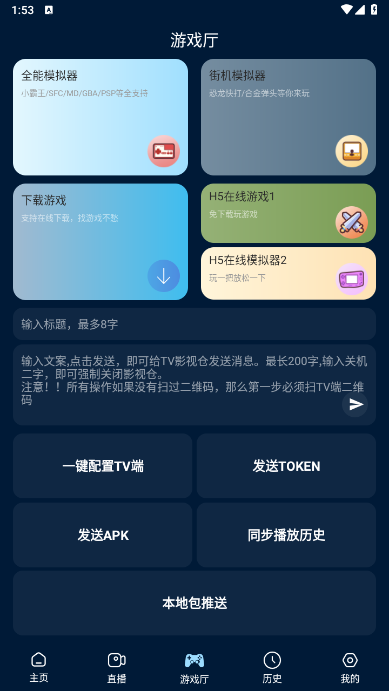 1:53
A
游戏厅
全能模拟器
小霸王/SFC/MD/GBA/PSP等全支持
街机模拟器
恐龙快打/合金弹头等你来玩
下载游戏
支持在线下载，找游戏不愁
H5在线游戏1
免下载玩游戏
H5在线模拟器2
玩一把放松一下
输入标题，最多8字
输入文案,点击发送，即可给TV影视仓发送消息。最长200字,输入关机
二字，即可强制关闭影视仓。
注意！！所有操作如果没有扫过二维码，那么第一步必须扫TV端二维
码
一键配置TV端
发送TOKEN
发送APK
同步播放历史
本地包推送
主页
直播
游戏厅
历史
我的